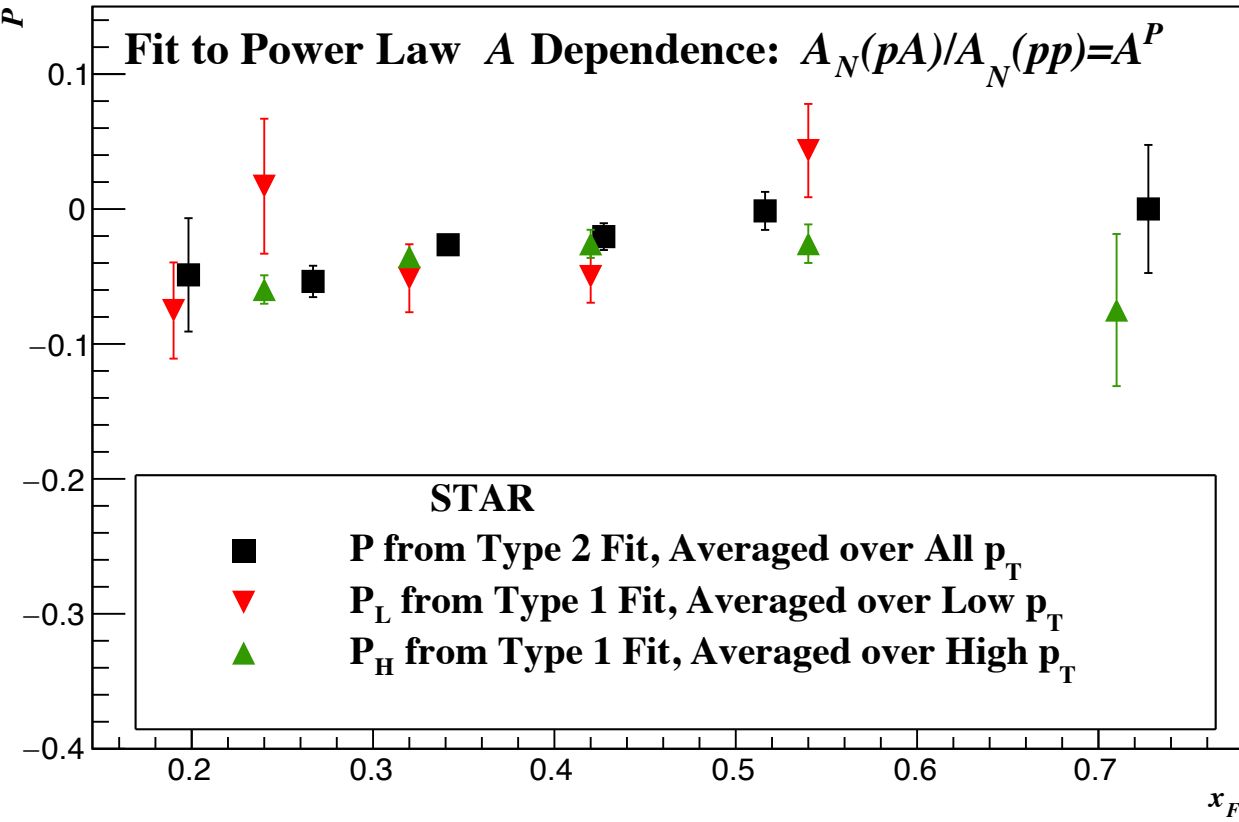 P
Fit to Power Law A Dependence: A_N(pA)/A_N(pp)=A^P
0.1
0
−0.1
−0.2
−0.3
−0.4
STAR
P from Type 2 Fit, Averaged over All p_T
P_L from Type 1 Fit, Averaged over Low p_T
P_H from Type 1 Fit, Averaged over High p_T
0.2 0.3 0.4 0.5 0.6 0.7
x_F